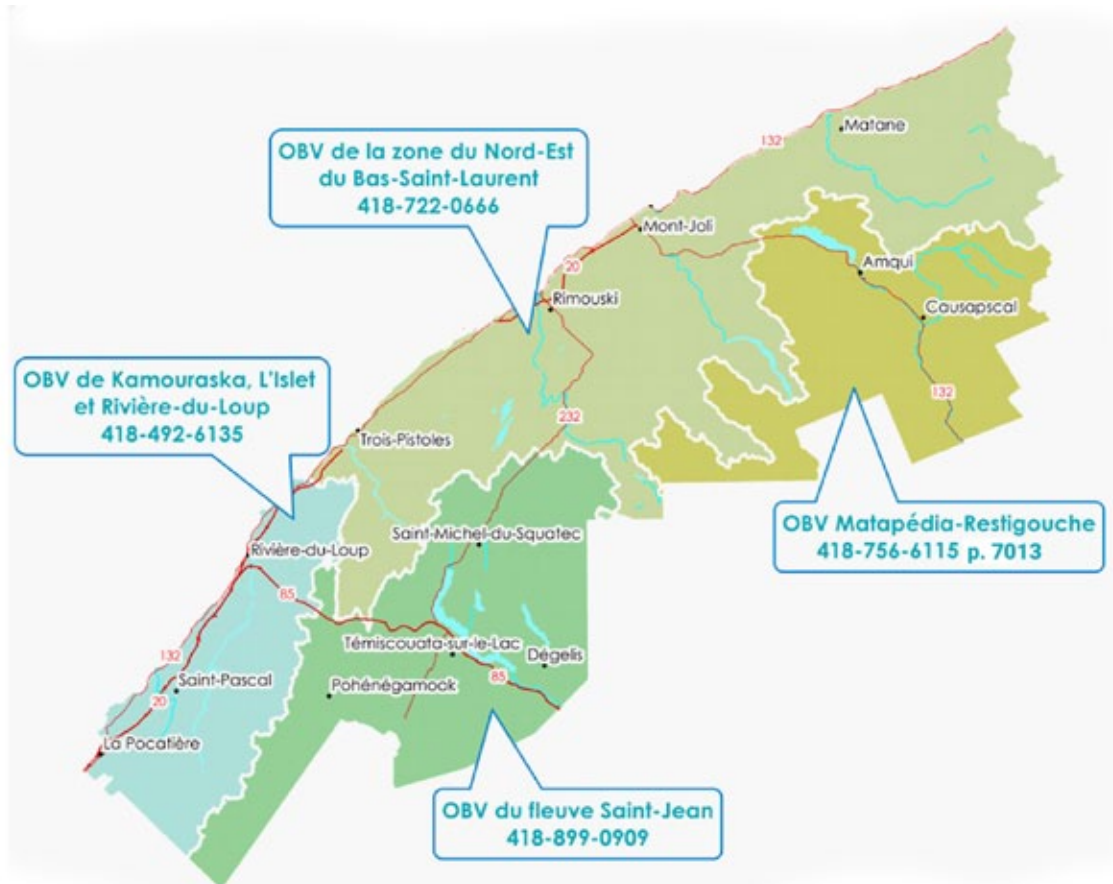 Matane
132
OBV de la zone du Nord-Est
du Bas-Saint-Laurent
418-722-0666
Mont-Joli
Amqui
20
Rimouski
Causapscal
OBV de Kamouraska, L'Islet
et Rivière-du-Loup
418-492-6135
132
232
Trois-Pistoles
OBV Matapédia-Restigouche
418-756-6115 p. 7013
Saint-Michel-du-Squatec
Rivière-du-Loup
85
Témiscouata-sur-le-Lac
Dégelis
132
85
Saint-Pascal
20
Pohénégamook
La Pocatière
OBV du fleuve Saint-Jean
418-899-0909